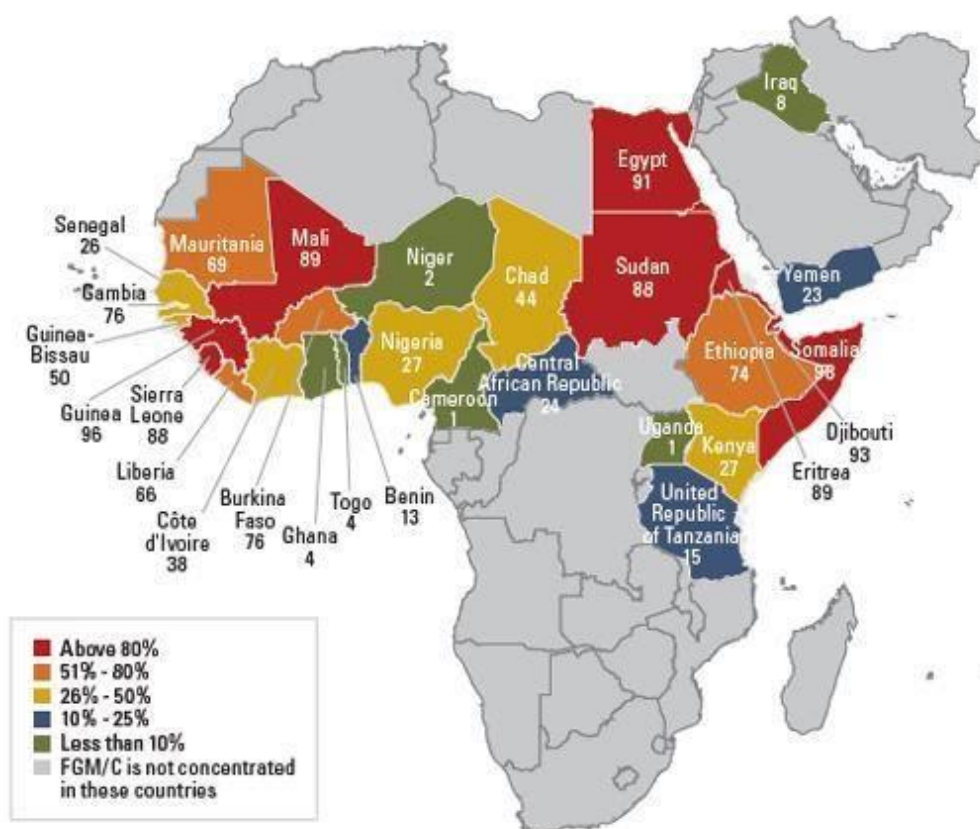 Iraq
8
Egypt
91
Senegal
26
Mauritania
69
Mali
89
Niger
2
Chad
44
Sudan
88
Yemen
23
Gambia
76
Guinea-
Bissau
50
Nigeria
27
Ethiopia
74
Somalia
98
Central
African Republic
24
Guinea
96
Sierra
Leone
88
Cameroon
1
Uganda
1
Kenya
27
Djibouti
93
Eritrea
89
Liberia
66
Côte
d'Ivoire
38
Burkina
Faso
76
Ghana
4
Togo
4
Benin
13
United
Republic
of Tanzania
15
Above 80%
51% - 80%
26% - 50%
10% - 25%
Less than 10%
FGM/C is not concentrated
in these countries